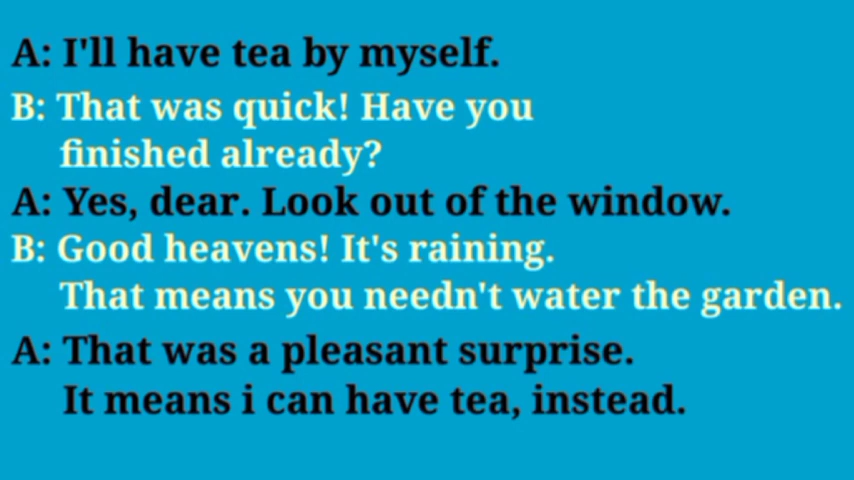 A: I'll have tea by myself.
B: That was quick! Have you
finished already?
A: Yes, dear. Look out of the window.
B: Good heavens! It's raining.
That means you needn't water the garden.
A: That was a pleasant surprise.
It means i can have tea, instead.